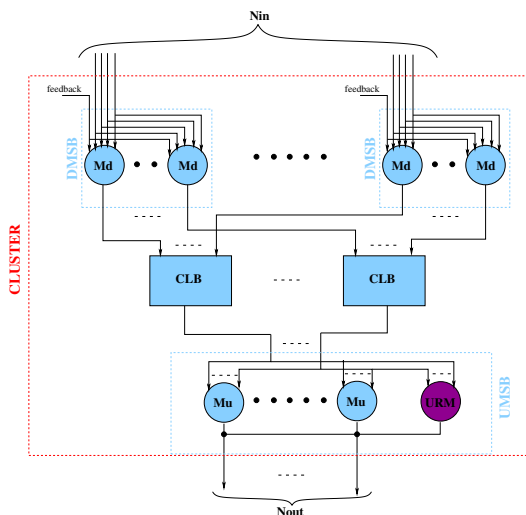 Nin
feedback
feedback
DMSB
Md
Md
DMSB
Md
Md
CLUSTER
CLB
CLB
Mu
Mu
URM
UMSB
Nout